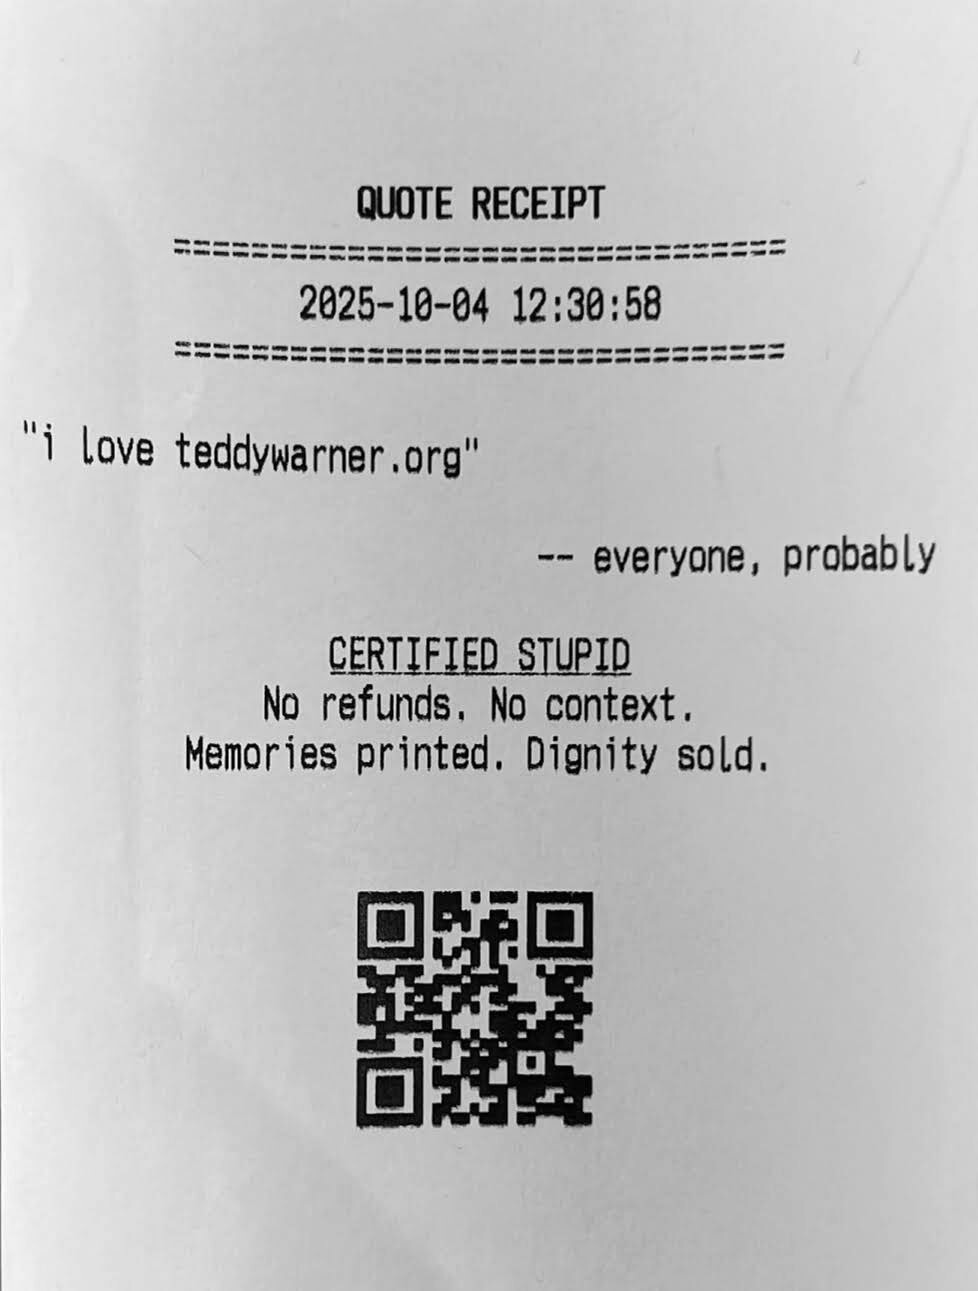 QUOTE RECEIPT
================================
2025-10-04 12:30:58
================================
"i love teddywarner.org"
-- everyone, probably
CERTIFIED STUPID
No refunds. No context.
Memories printed. Dignity sold.